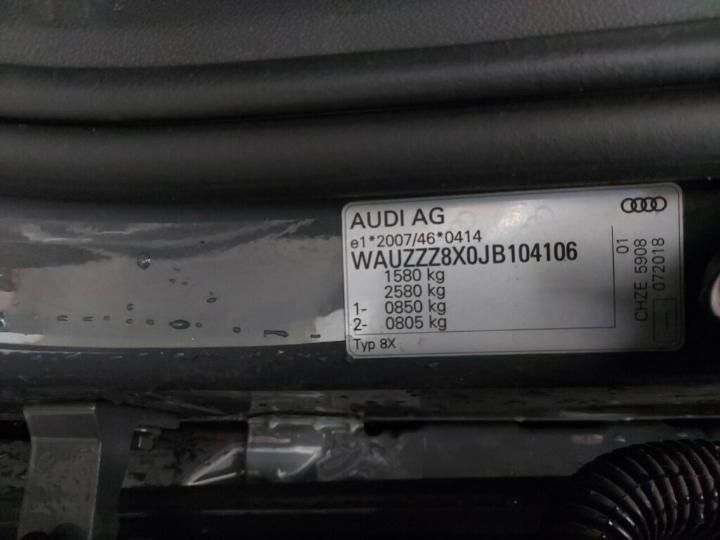 AUDI AG
e1*2007/46*0414
WAUZZZ8X0JB104106
1580 kg
2580 kg
1- 0850 kg
2- 0805 kg
Typ 8X
01
CHZE 5908
072018